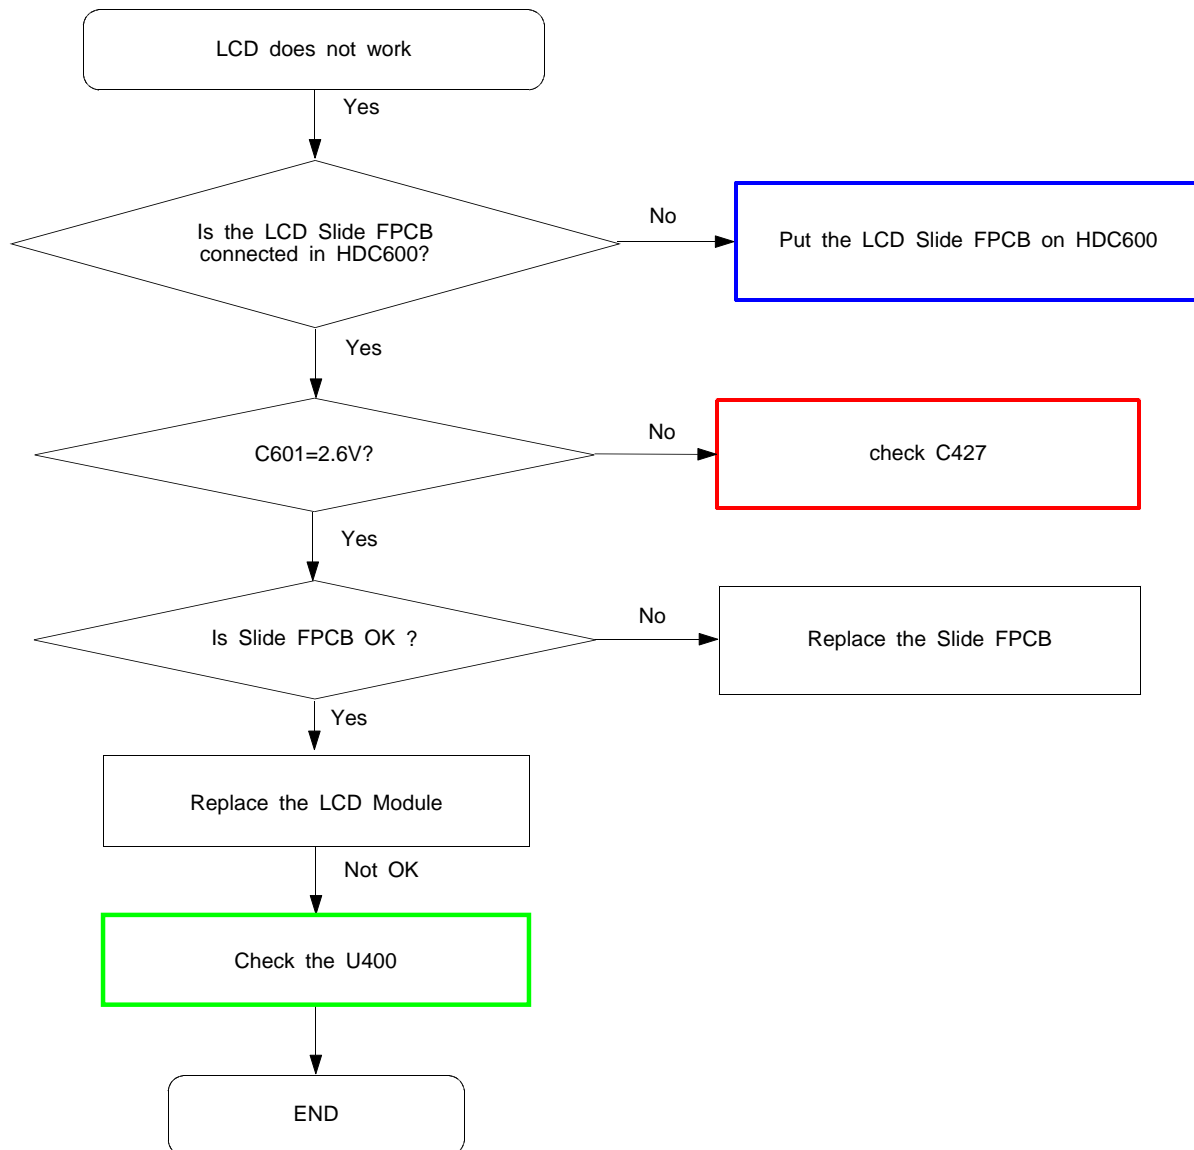 LCD does not work
Yes
Is the LCD Slide FPCB
connected in HDC600?
No
Put the LCD Slide FPCB on HDC600
Yes
C601=2.6V?
No
check C427
Yes
Is Slide FPCB OK ?
No
Replace the Slide FPCB
Yes
Replace the LCD Module
Not OK
Check the U400
END